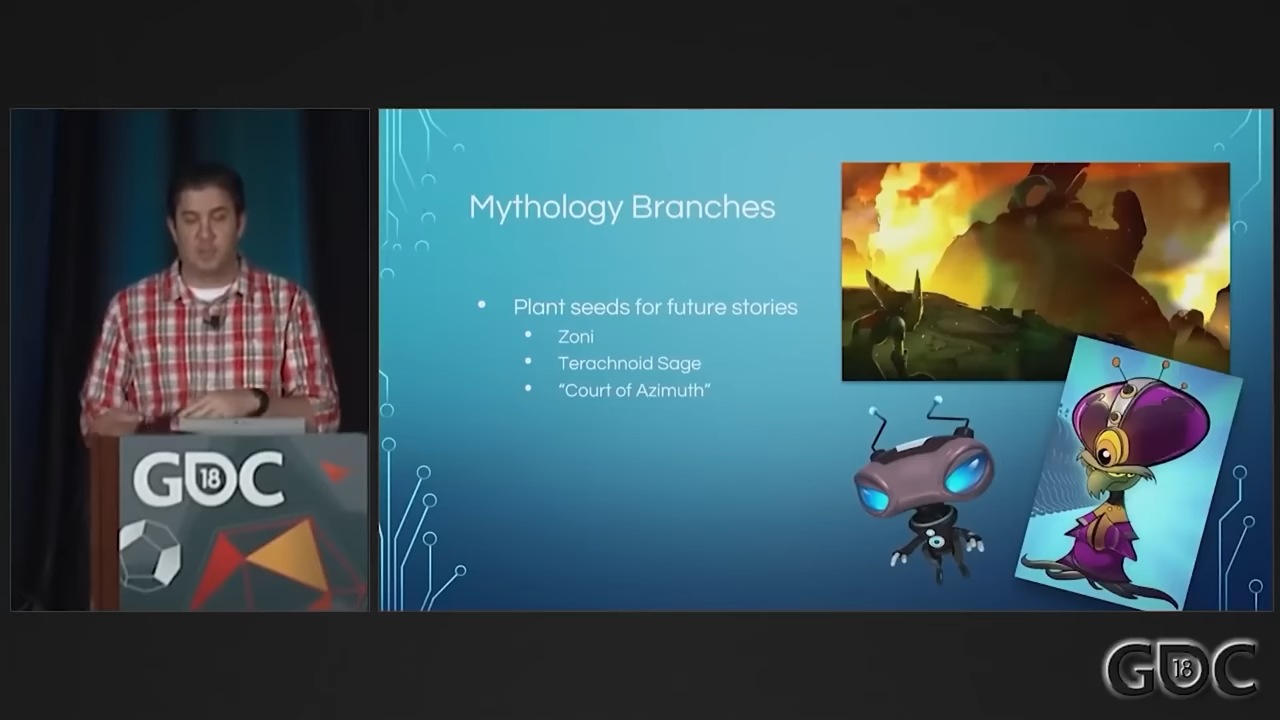 Mythology Branches
• Plant seeds for future stories
• Zoni
• Terachnoid Sage
• “Court of Azimuth”
GDC 18
GDC 18